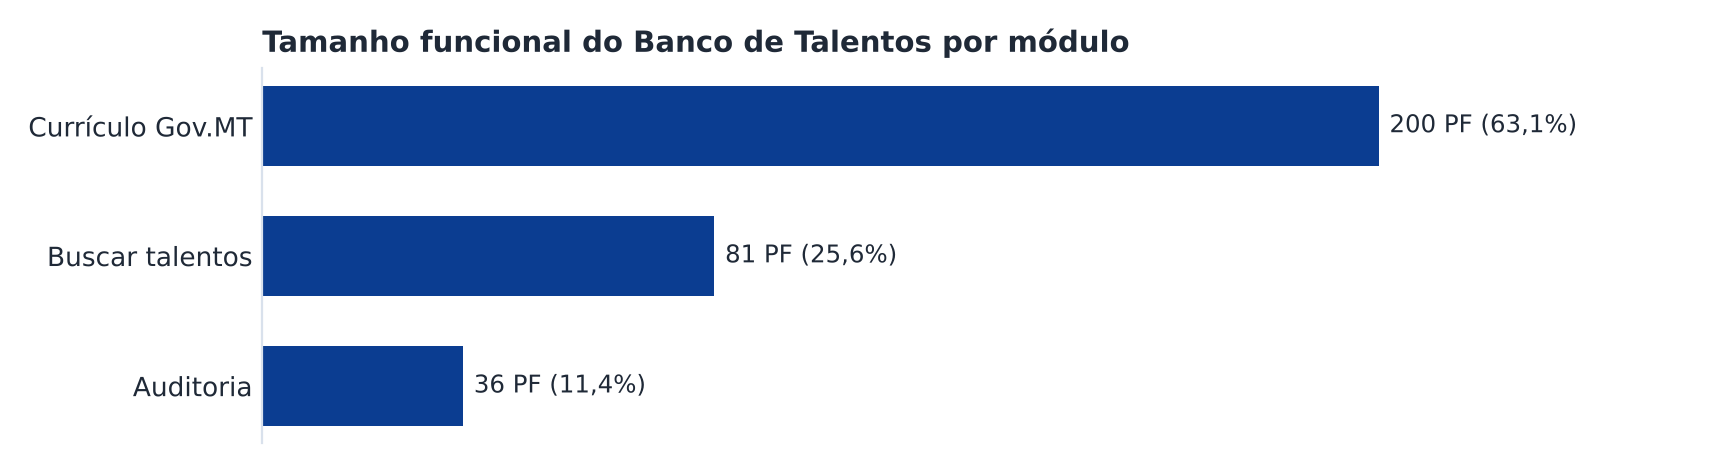 Tamanho funcional do Banco de Talentos por módulo
Currículo Gov.MT 200 PF (63,1%)
Buscar talentos 81 PF (25,6%)
Auditoria 36 PF (11,4%)